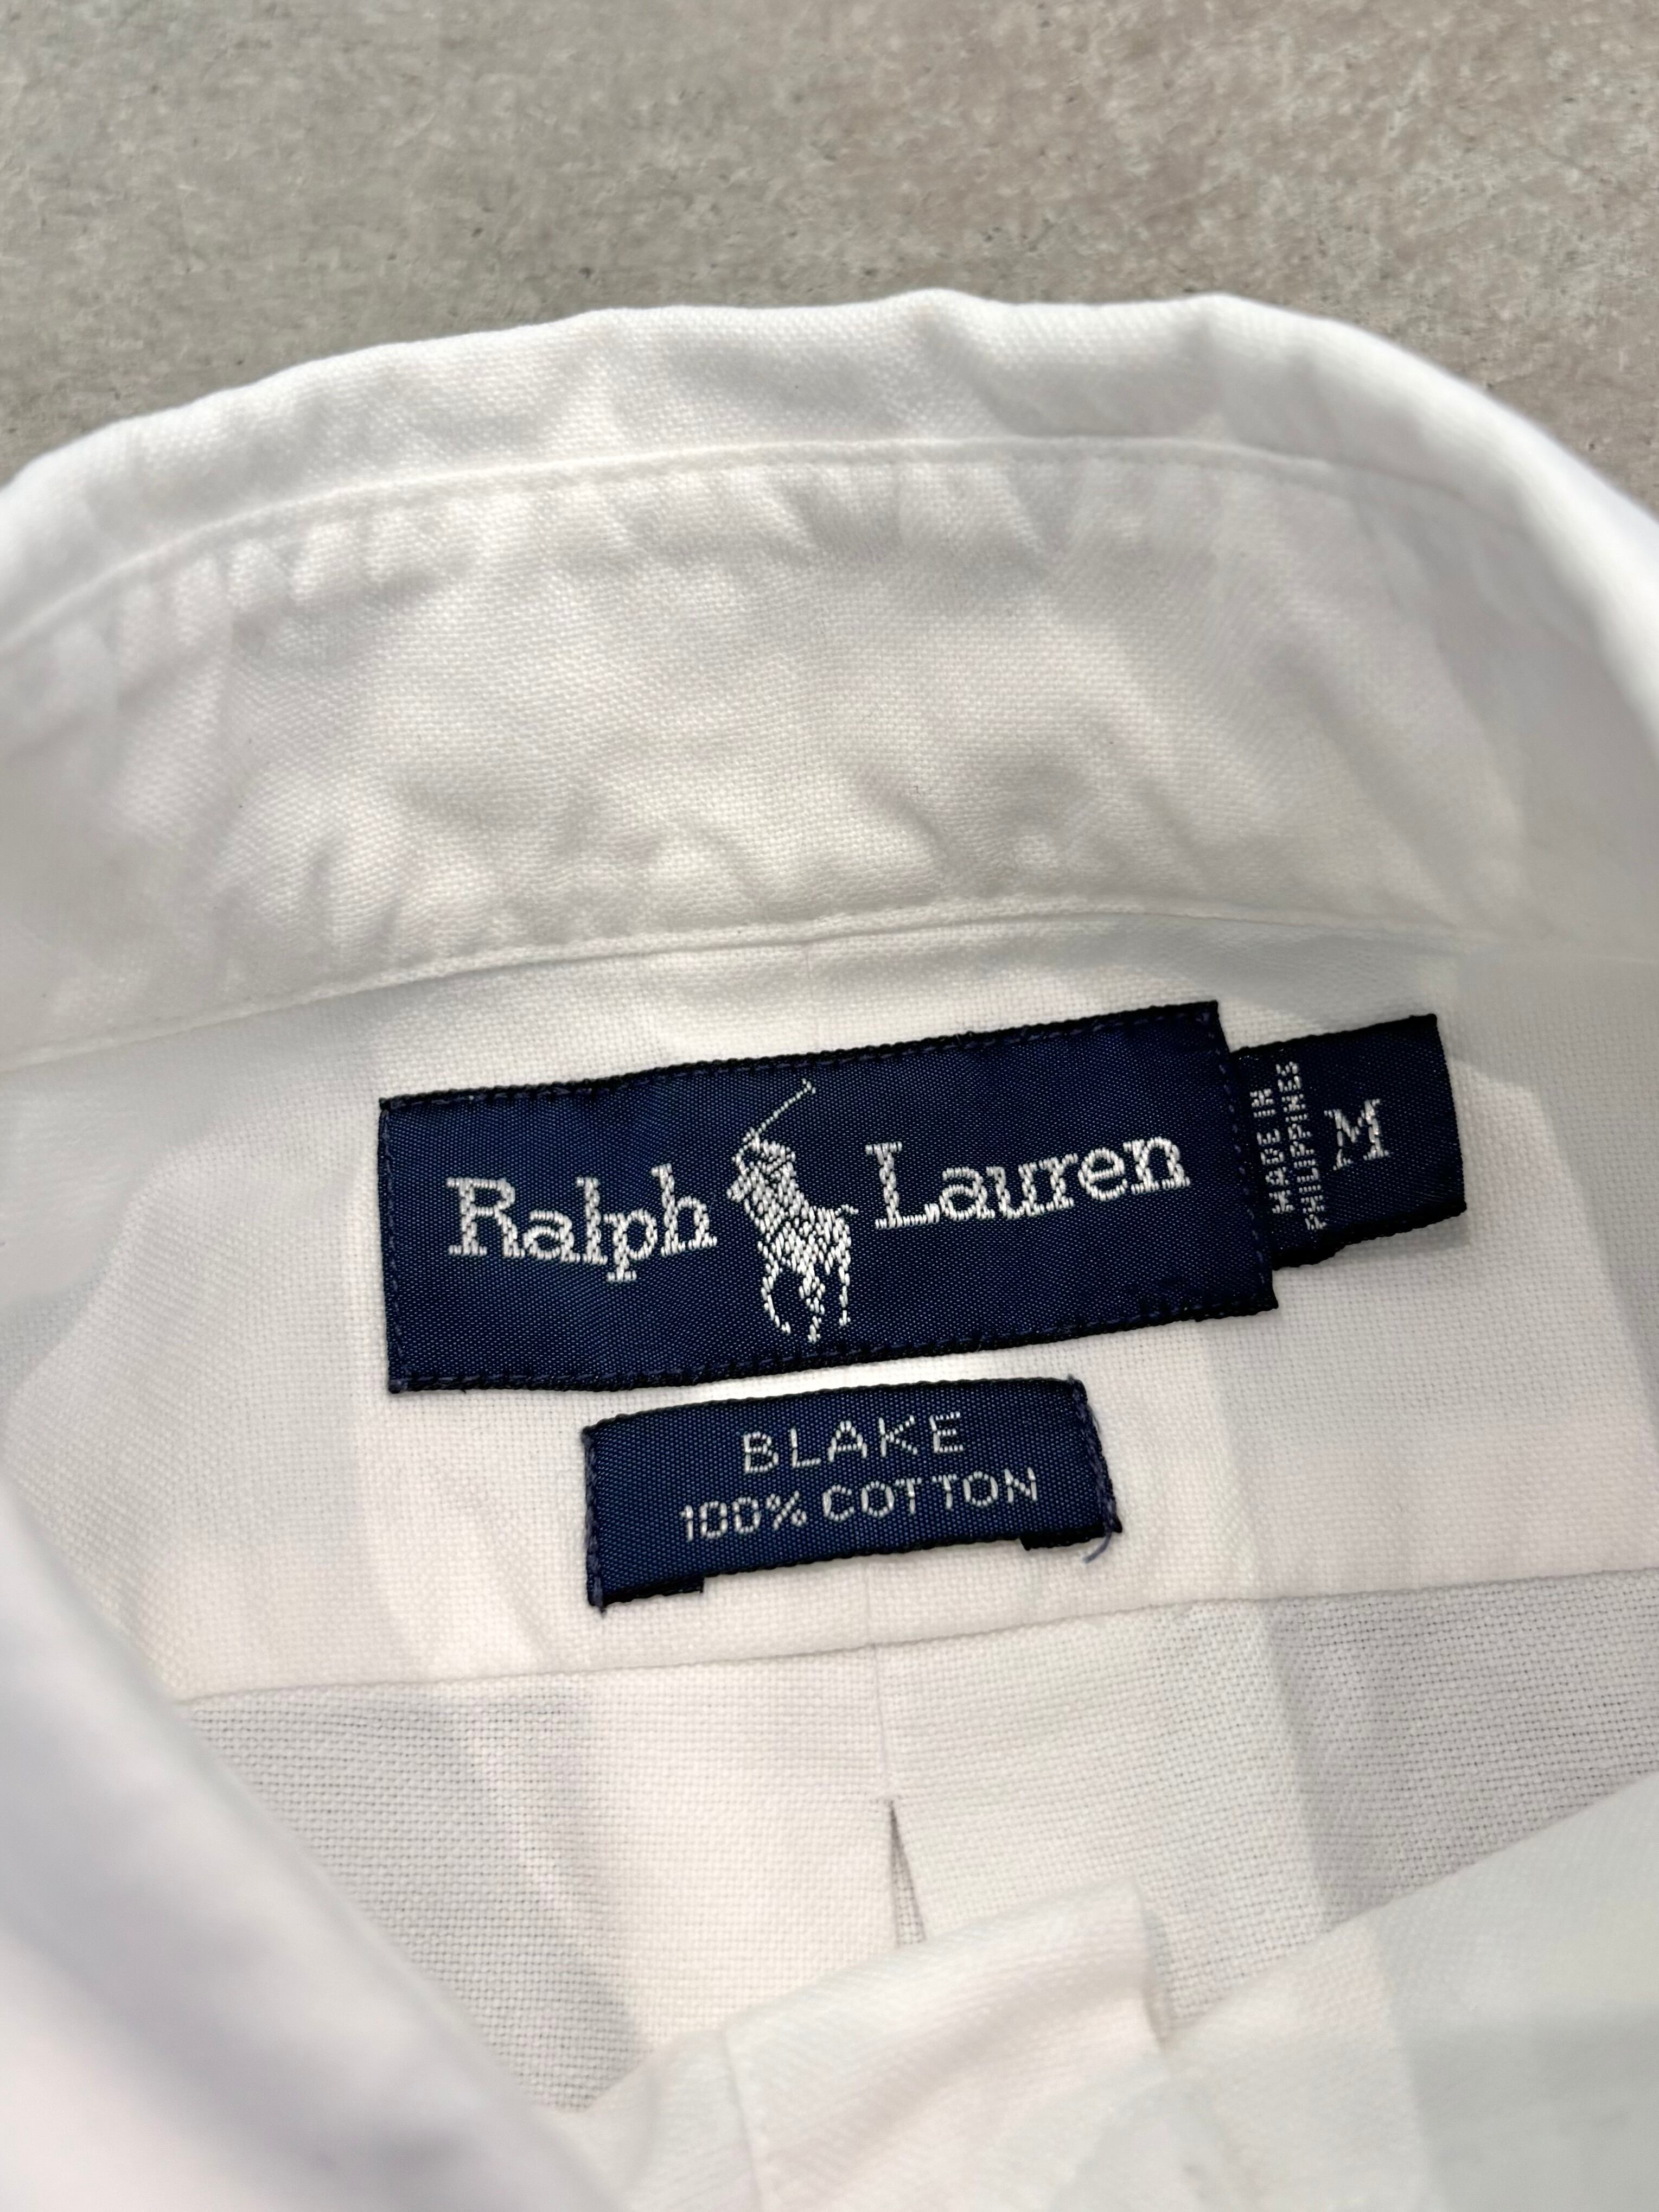 Ralph Lauren
MADE IN
PHILIPPINES
M
BLAKE
100% COTTON